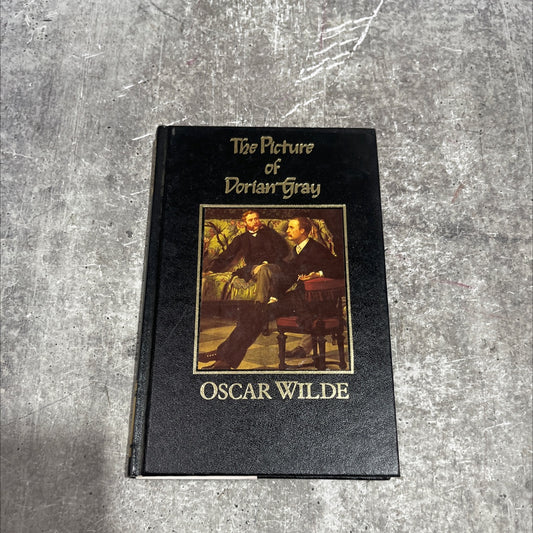 The Picture
of
Dorian Gray
OSCAR WILDE